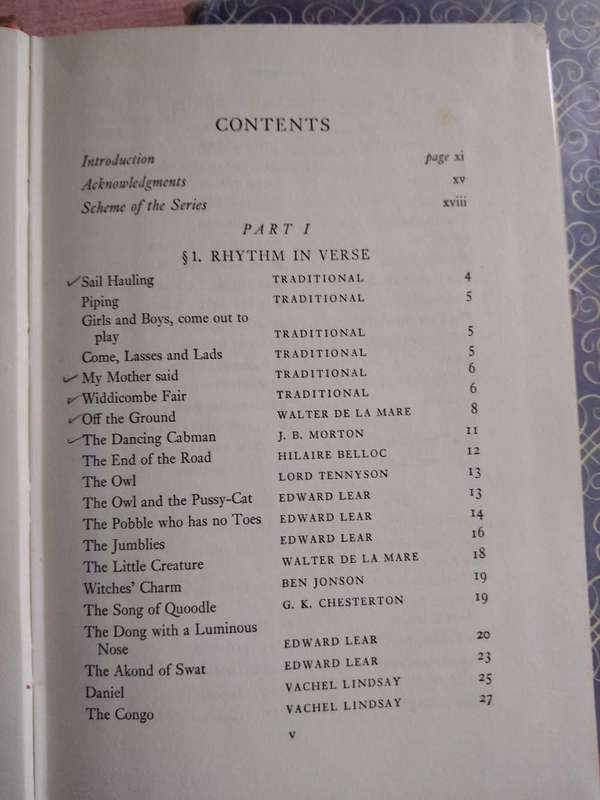 CONTENTS
Introduction page xi
Acknowledgments xv
Scheme of the Series xviii
PART I
§ 1. RHYTHM IN VERSE
Sail Hauling TRADITIONAL 4
Piping TRADITIONAL 5
Girls and Boys, come out to
play TRADITIONAL 5
Come, Lasses and Lads TRADITIONAL 5
My Mother said TRADITIONAL 6
Widdicombe Fair TRADITIONAL 6
Off the Ground WALTER DE LA MARE 8
The Dancing Cabman J. B. MORTON 11
The End of the Road HILAIRE BELLOC 12
The Owl LORD TENNYSON 13
The Owl and the Pussy-Cat EDWARD LEAR 13
The Pobble who has no Toes EDWARD LEAR 14
The Jumblies EDWARD LEAR 16
The Little Creature WALTER DE LA MARE 18
Witches' Charm BEN JONSON 19
The Song of Quoodle G. K. CHESTERTON 19
The Dong with a Luminous
Nose EDWARD LEAR 20
The Akond of Swat EDWARD LEAR 23
Daniel VACHEL LINDSAY 25
The Congo VACHEL LINDSAY 27
v